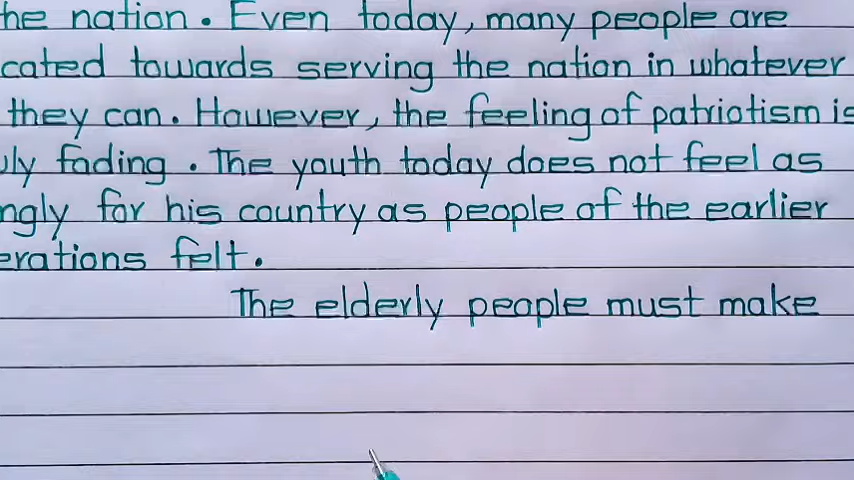 he nation. Even today, many people are
cated towards serving the nation in whatever
they can. However, the feeling of patriotism is
fading. The youth today does not feel as
ngly for his country as people of the earlier
erations felt.
The elderly people must make